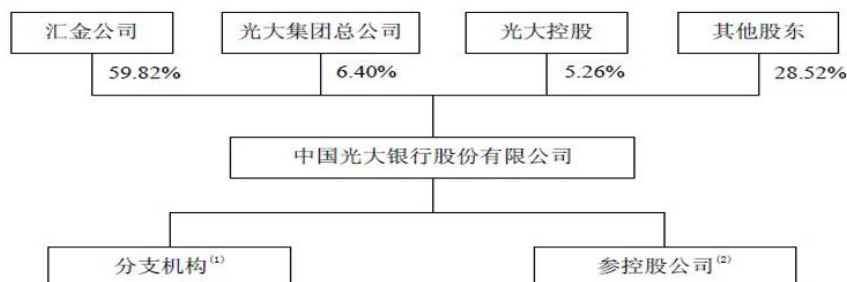 汇金公司 光大集团总公司 光大控股 其他股东
59.82% 6.40% 5.26% 28.52%
中国光大银行股份有限公司
分支机构(1) 参控股公司(2)